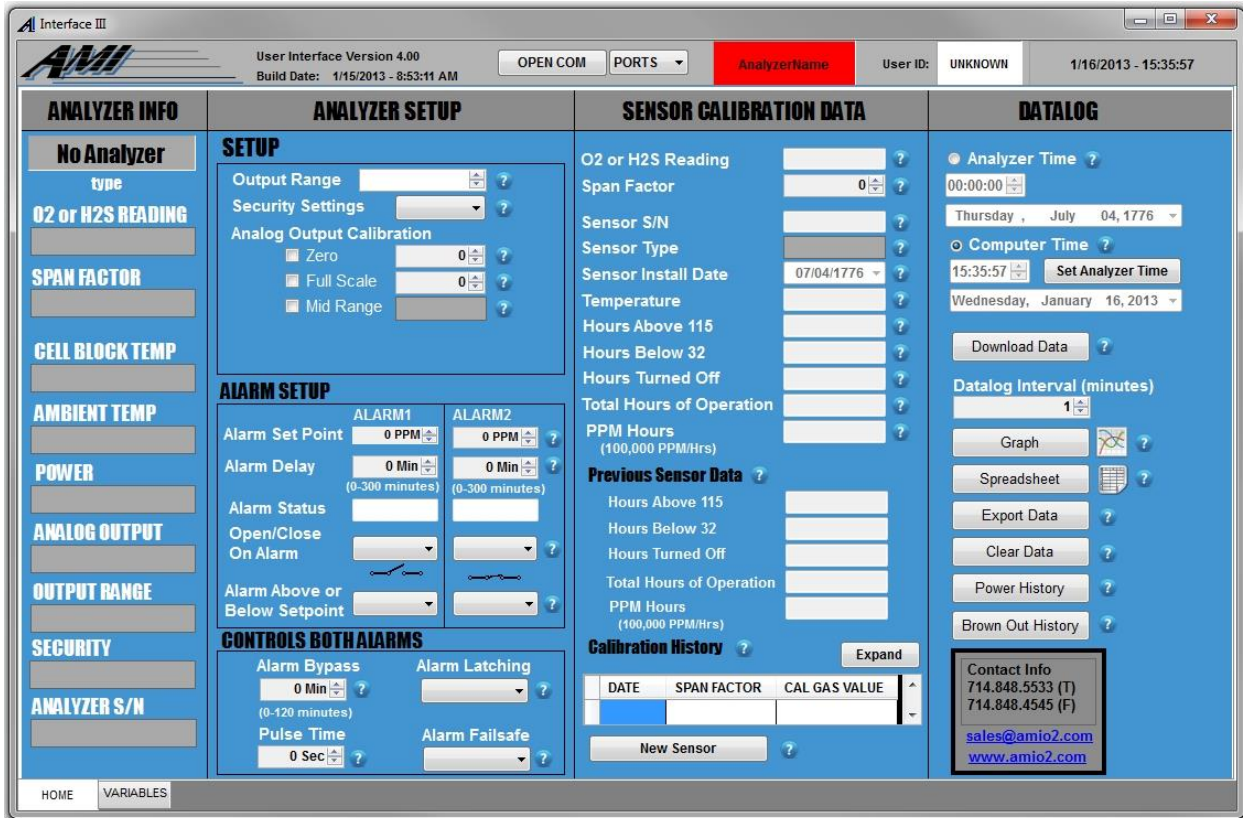 Interface III
AMI
User Interface Version 4.00
Build Date: 1/15/2013 - 8:53:11 AM
OPEN COM
PORTS
AnalyzerName
User ID:
UNKNOWN
1/16/2013 - 15:35:57
ANALYZER INFO
No Analyzer
type
O2 or H2S READING
SPAN FACTOR
CELL BLOCK TEMP
AMBIENT TEMP
POWER
ANALOG OUTPUT
OUTPUT RANGE
SECURITY
ANALYZER S/N
ANALYZER SETUP
SETUP
Output Range ?
Security Settings ?
Analog Output Calibration
Zero 0 ?
Full Scale 0 ?
Mid Range ?
ALARM SETUP
ALARM1 ALARM2
Alarm Set Point 0 PPM 0 PPM ?
Alarm Delay 0 Min 0 Min ?
(0-300 minutes) (0-300 minutes)
Alarm Status
Open/Close
On Alarm ?
Alarm Above or
Below Setpoint ?
CONTROLS BOTH ALARMS
Alarm Bypass Alarm Latching
0 Min ? ?
(0-120 minutes)
Pulse Time Alarm Failsafe
0 Sec ? ?
SENSOR CALIBRATION DATA
O2 or H2S Reading ?
Span Factor 0 ?
Sensor S/N ?
Sensor Type ?
Sensor Install Date 07/04/1776 ?
Temperature ?
Hours Above 115 ?
Hours Below 32 ?
Hours Turned Off ?
Total Hours of Operation ?
PPM Hours ?
(100,000 PPM/Hrs)
Previous Sensor Data ?
Hours Above 115
Hours Below 32
Hours Turned Off
Total Hours of Operation
PPM Hours
(100,000 PPM/Hrs)
Calibration History ? Expand
DATE SPAN FACTOR CAL GAS VALUE
New Sensor ?
DATALOG
Analyzer Time ?
00:00:00
Thursday , July 04, 1776
Computer Time ?
15:35:57 Set Analyzer Time
Wednesday, January 16, 2013
Download Data ?
Datalog Interval (minutes)
1
Graph ?
Spreadsheet ?
Export Data ?
Clear Data ?
Power History ?
Brown Out History ?
Contact Info
714.848.5533 (T)
714.848.4545 (F)
sales@amio2.com
www.amio2.com
HOME VARIABLES